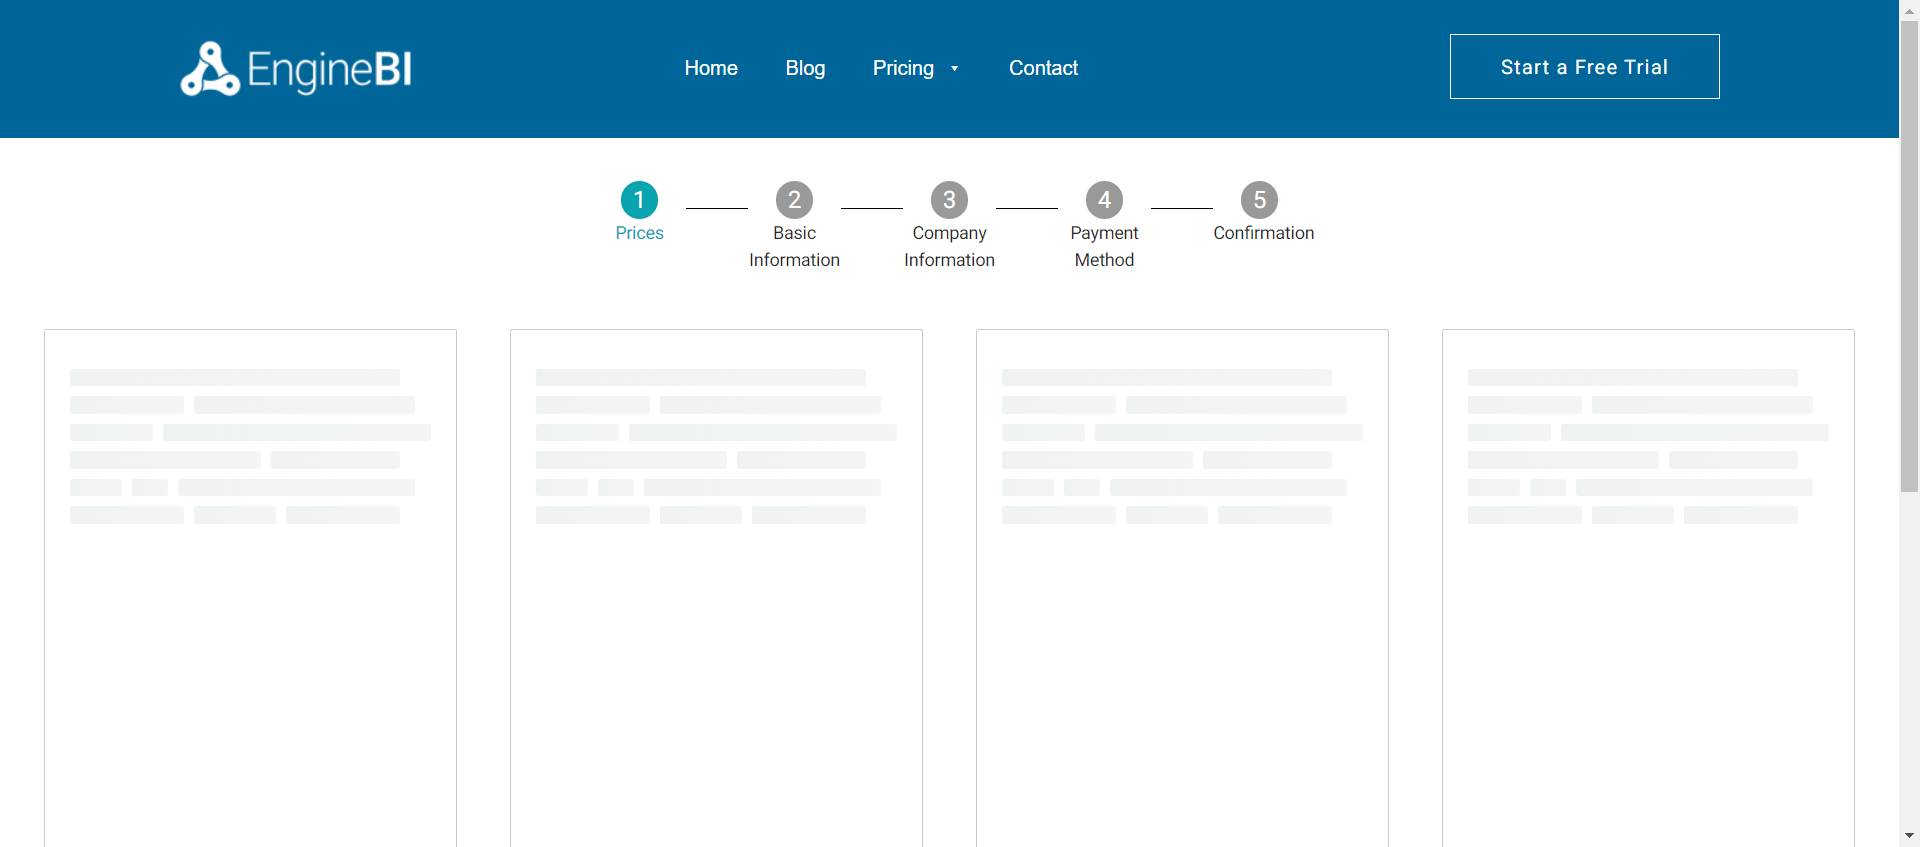 EngineBI
Home Blog Pricing Contact
Start a Free Trial
1 2 3 4 5
Prices Basic Company Payment Confirmation
Information Information Method